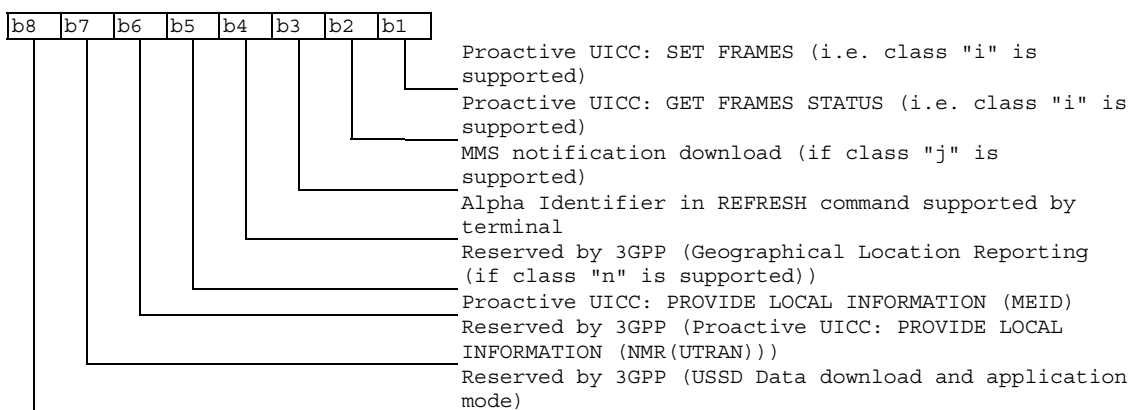 b8 b7 b6 b5 b4 b3 b2 b1
Proactive UICC: SET FRAMES (i.e. class "i" is
supported)
Proactive UICC: GET FRAMES STATUS (i.e. class "i" is
supported)
MMS notification download (if class "j" is
supported)
Alpha Identifier in REFRESH command supported by
terminal
Reserved by 3GPP (Geographical Location Reporting
(if class "n" is supported))
Proactive UICC: PROVIDE LOCAL INFORMATION (MEID)
Reserved by 3GPP (Proactive UICC: PROVIDE LOCAL
INFORMATION (NMR(UTRAN)))
Reserved by 3GPP (USSD Data download and application
mode)